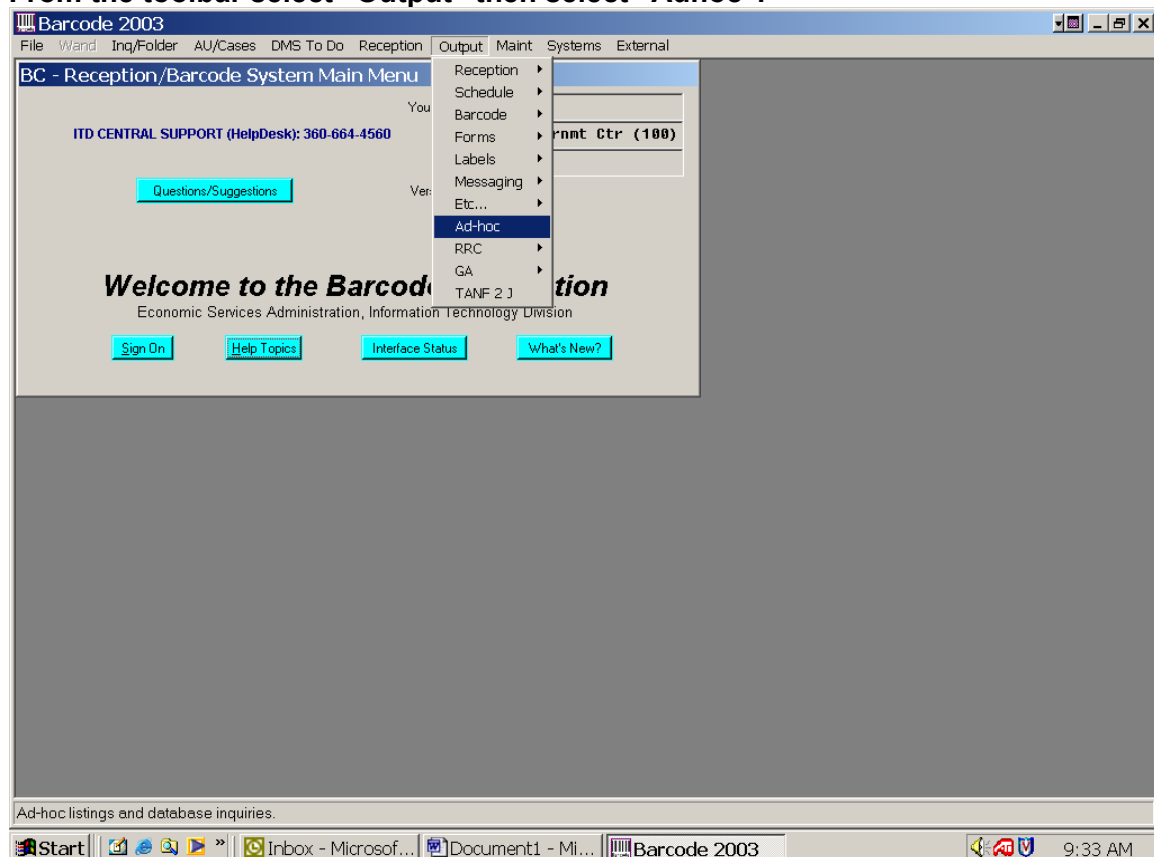 From the toolbar select "Output" then select "Adhoc".
Barcode 2003
File Wand Inq/Folder AU/Cases DMS To Do Reception Output Maint Systems External
BC - Reception/Barcode System Main Menu
You
ITD CENTRAL SUPPORT (HelpDesk): 360-664-4560
rnmt Ctr (100)
Questions/Suggestions
Ver
Reception
Schedule
Barcode
Forms
Labels
Messaging
Etc...
Ad-hoc
RRC
GA
TANF 2 J
Welcome to the Barcod tion
Economic Services Administration, Information Technology Division
Sign On Help Topics Interface Status What's New?
Ad-hoc listings and database inquiries.
Start Inbox - Microsof... Document1 - Mi... Barcode 2003 9:33 AM